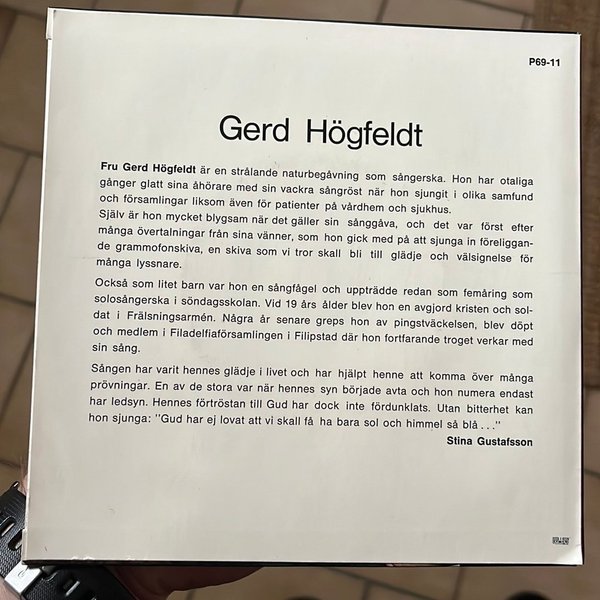 P69-11
Gerd Högfeldt
Fru Gerd Högfeldt är en strålande naturbegåvning som sångerska. Hon har otaliga
gånger glatt sina åhörare med sin vackra sångröst när hon sjungit i olika samfund
och församlingar liksom även för patienter på vårdhem och sjukhus.
Själv är hon mycket blygsam när det gäller sin sånggåva, och det var först efter
många övertalningar från sina vänner, som hon gick med på att sjunga in föreliggan-
de grammofonskiva, en skiva som vi tror skall bli till glädje och välsignelse för
många lyssnare.
Också som litet barn var hon en sångfågel och uppträdde redan som femåring som
solosångerska i söndagsskolan. Vid 19 års ålder blev hon en avgjord kristen och sol-
dat i Frälsningsarmén. Några år senare greps hon av pingstväckelsen, blev döpt
och medlem i Filadelfiaförsamlingen i Filipstad där hon fortfarande troget verkar med
sin sång.
Sången har varit hennes glädje i livet och har hjälpt henne att komma över många
prövningar. En av de stora var när hennes syn började avta och hon numera endast
har ledsyn. Hennes förtröstan till Gud har dock inte fördunklats. Utan bitterhet kan
hon sjunga: "Gud har ej lovat att vi skall få ha bara sol och himmel så blå . . ."
Stina Gustafsson